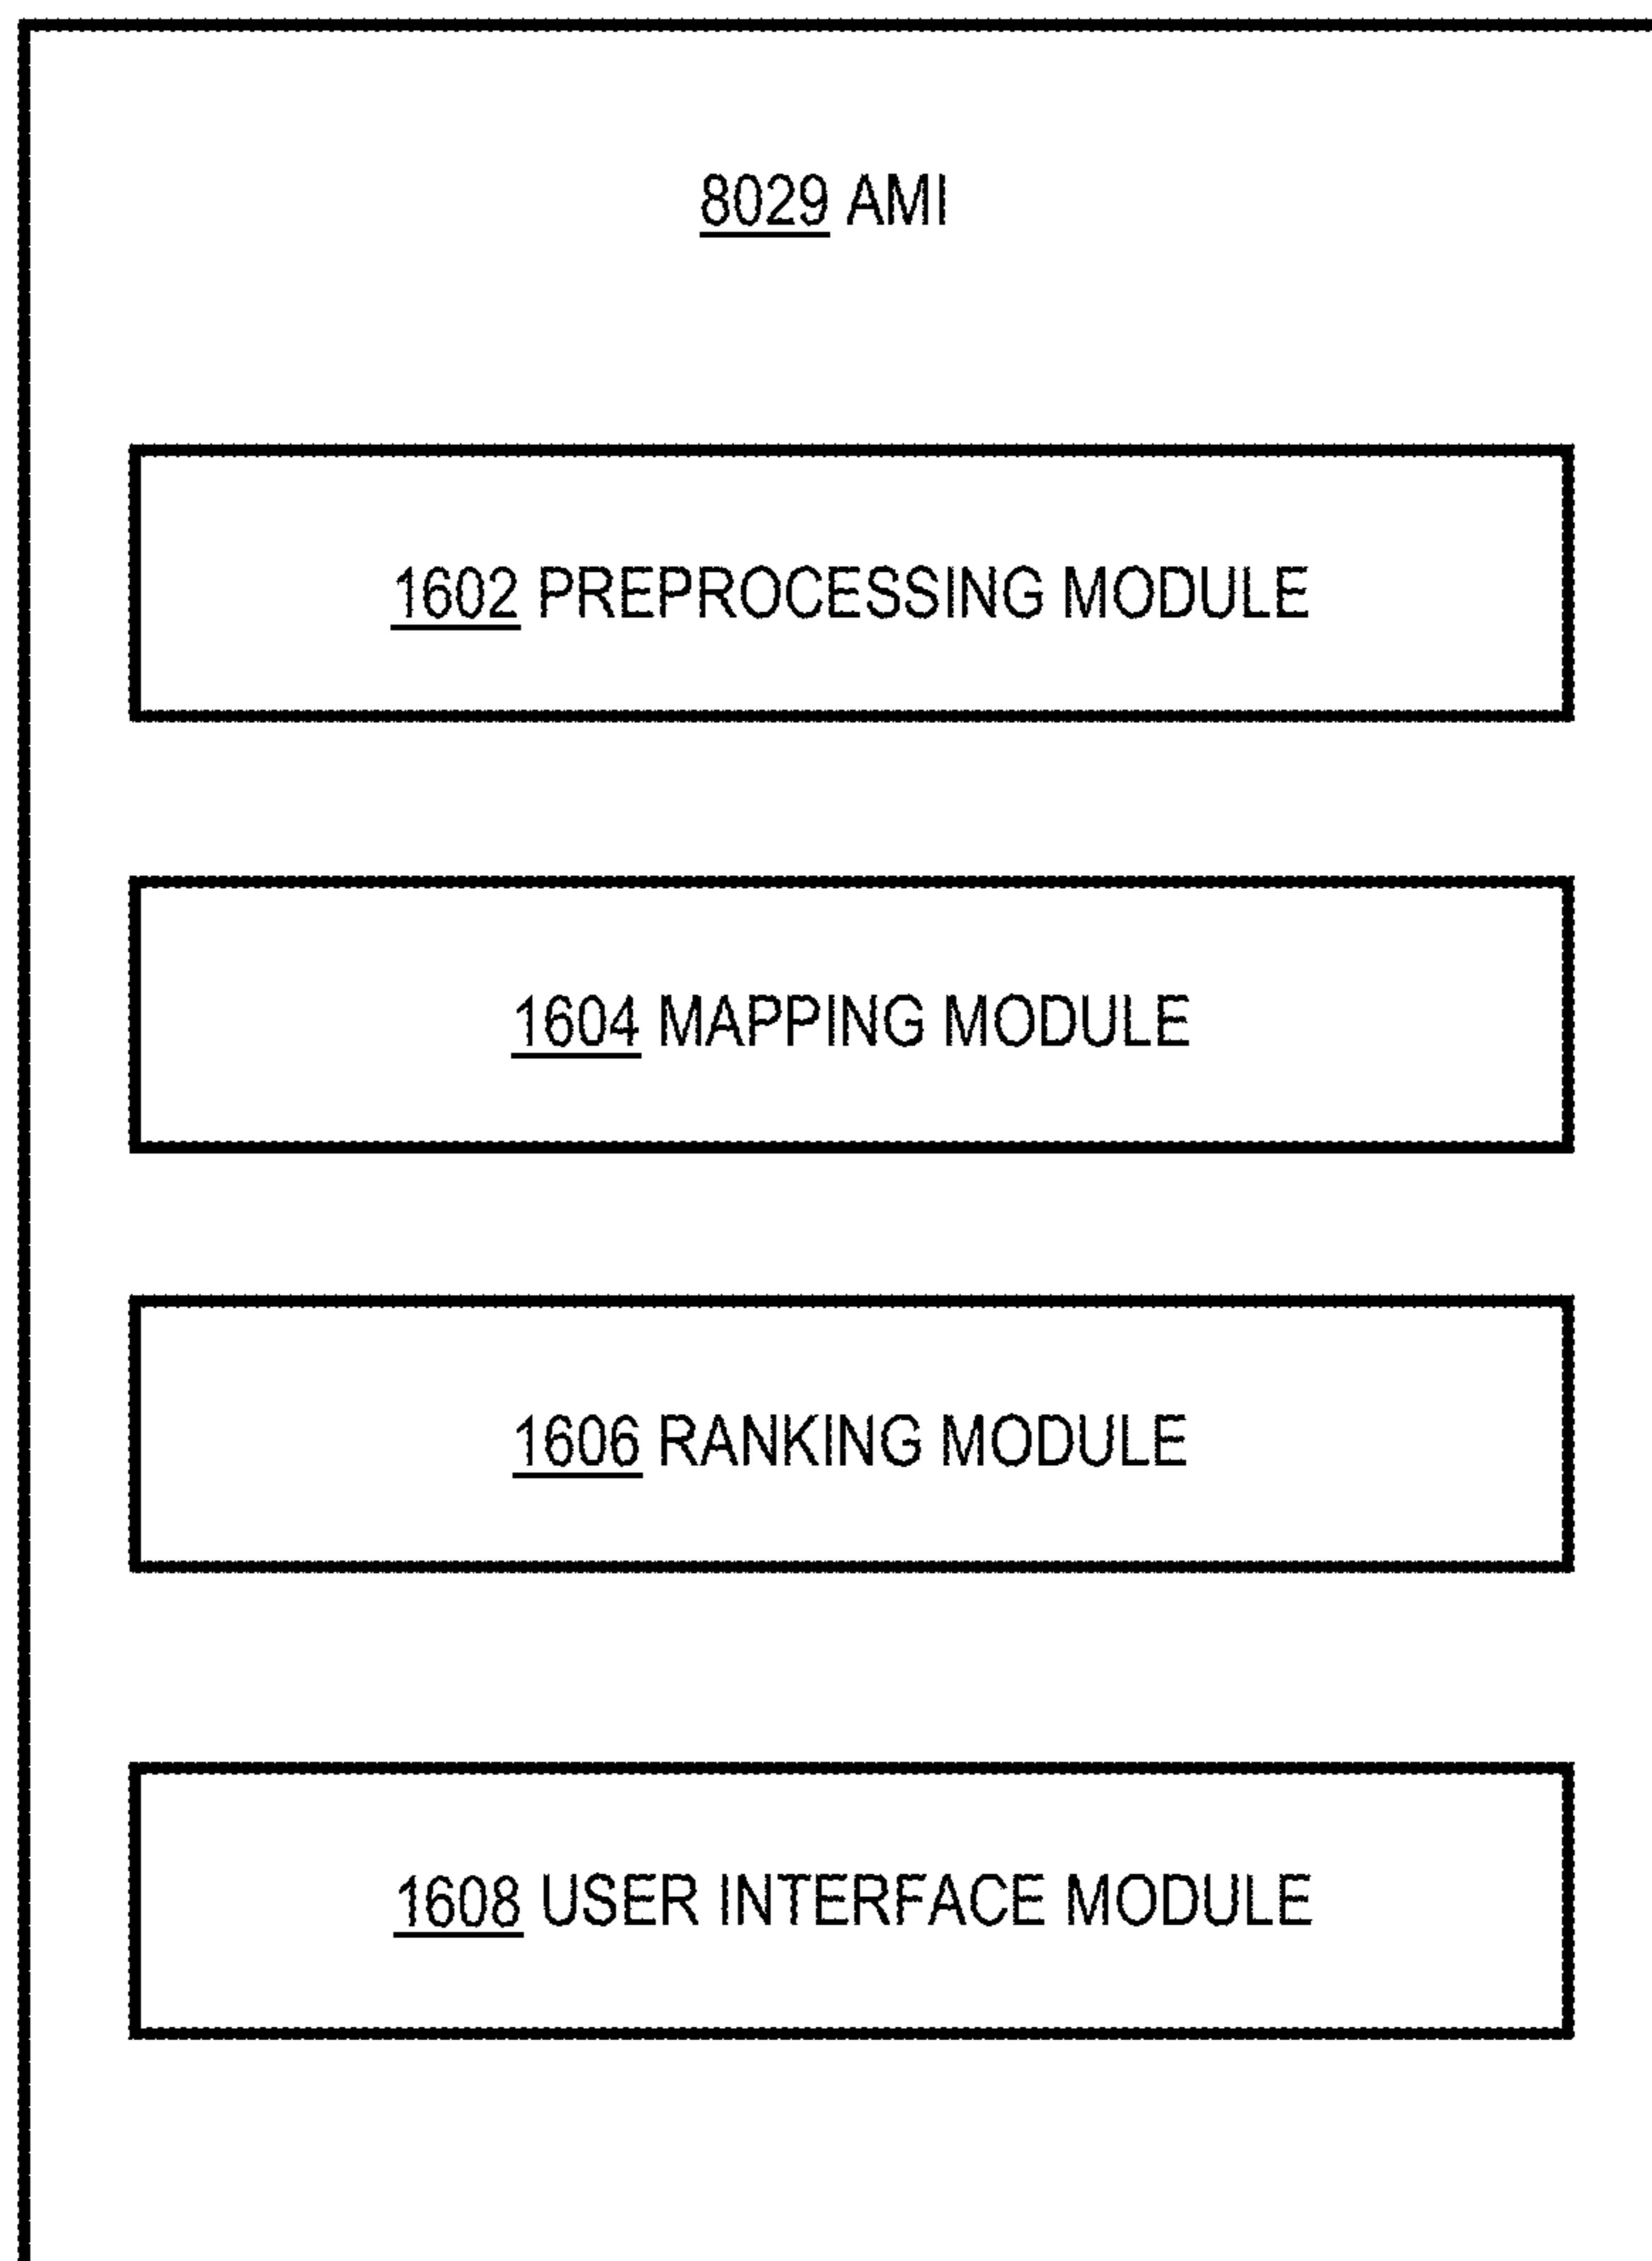 8029 AMI
1602 PREPROCESSING MODULE
1604 MAPPING MODULE
1606 RANKING MODULE
1608 USER INTERFACE MODULE